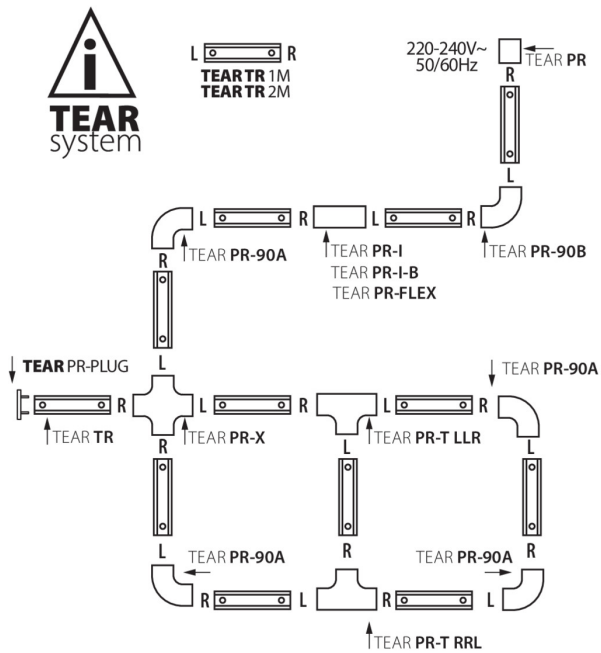 i
TEAR
system
L R
TEAR TR 1M
TEAR TR 2M
220-240V~
50/60Hz
TEAR PR
R
L
L R L R
TEAR PR-90A
TEAR PR-I
TEAR PR-I-B
TEAR PR-FLEX
TEAR PR-90B
R
L
TEAR PR-PLUG
TEAR PR-90A
R L R L R
TEAR TR
TEAR PR-X
TEAR PR-T LLR
R L L
L R R
TEAR PR-90A
TEAR PR-90A
R L R L
TEAR PR-T RRL